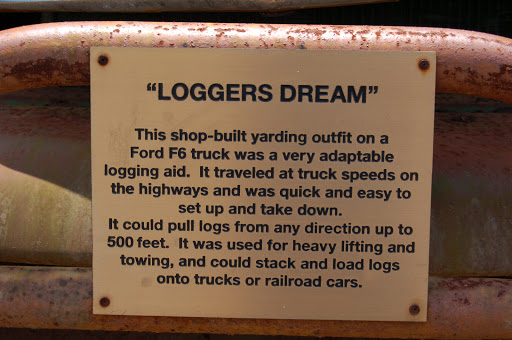 “LOGGERS DREAM”
This shop-built yarding outfit on a
Ford F6 truck was a very adaptable
logging aid. It traveled at truck speeds on
the highways and was quick and easy to
set up and take down.
It could pull logs from any direction up to
500 feet. It was used for heavy lifting and
towing, and could stack and load logs
onto trucks or railroad cars.